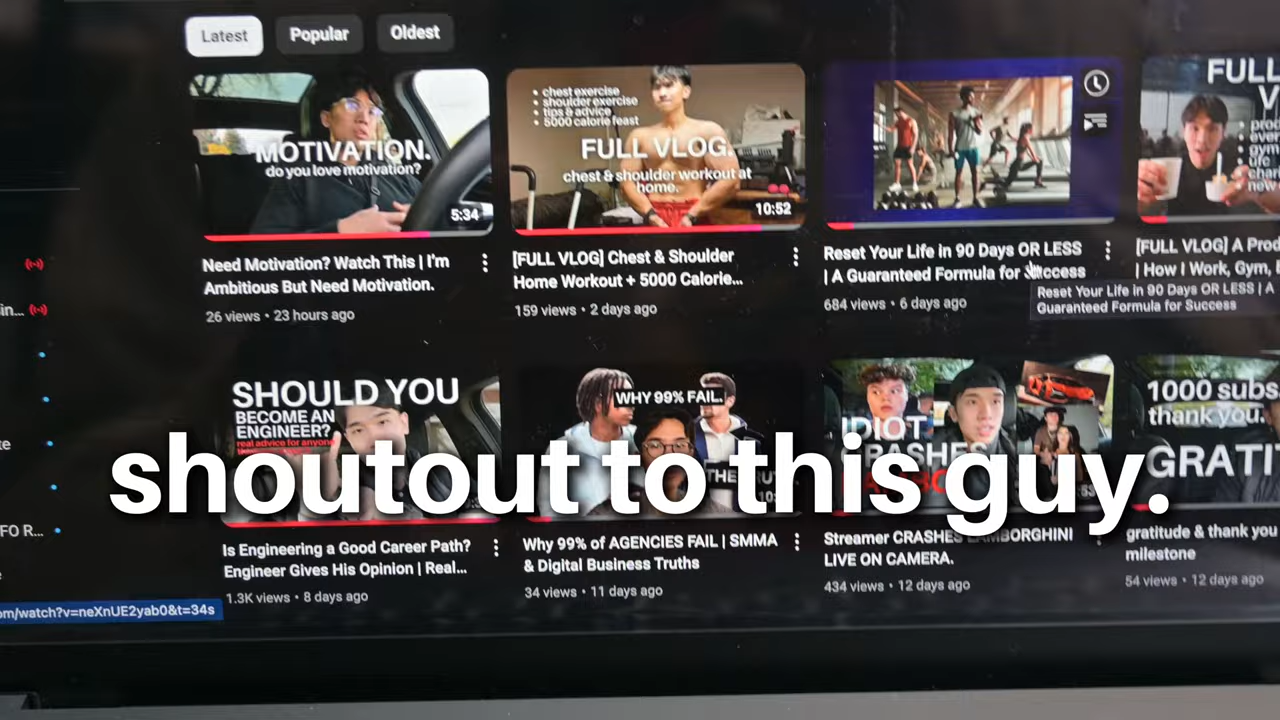 Latest
Popular
Oldest
MOTIVATION.
do you love motivation?
5:34
• chest exercise
• shoulder exercise
• tips & advice
• 5000 calorie feast
FULL VLOG.
chest & shoulder workout at
home.
10:52
FULL
Need Motivation? Watch This | I'm
Ambitious But Need Motivation.
26 views • 23 hours ago
[FULL VLOG] Chest & Shoulder
Home Workout + 5000 Calorie...
159 views • 2 days ago
Reset Your Life in 90 Days OR LESS
| A Guaranteed Formula for Success
684 views • 6 days ago
Reset Your Life in 90 Days OR LESS | A
Guaranteed Formula for Success
[FULL VLOG] A Prod
| How I Work, Gym,
SHOULD YOU
BECOME AN
ENGINEER?
real advice for anyone
WHY 99% FAIL.
IDIOT
CRASHES
1000 subs
thank you.
GRATI
shoutout to this guy.
Is Engineering a Good Career Path?
Engineer Gives His Opinion | Real...
1.3K views • 8 days ago
Why 99% of AGENCIES FAIL | SMMA
& Digital Business Truths
34 views • 11 days ago
Streamer CRASHES LAMBORGHINI
LIVE ON CAMERA.
434 views • 12 days ago
gratitude & thank you
milestone
54 views • 12 days ago
om/watch?v=neXnUE2yab0&t=34s